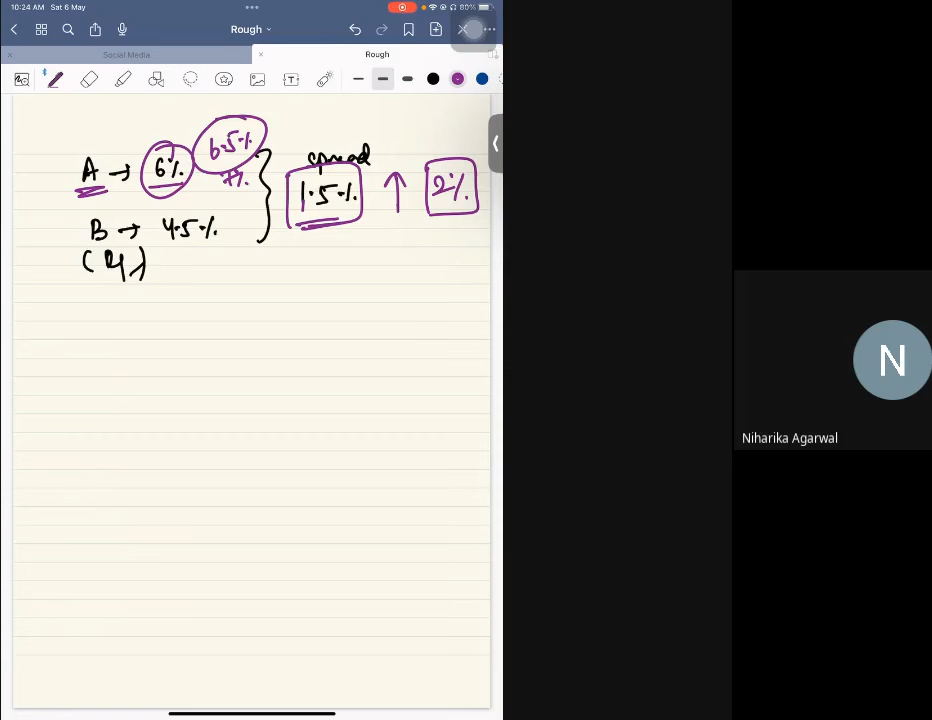 10:24 AM Sat 6 May
80%
Rough
Social Media
Rough
6.5%
A → 6% spread
7%
1.5% ↑ 2%
B → 4.5%
N
Niharika Agarwal